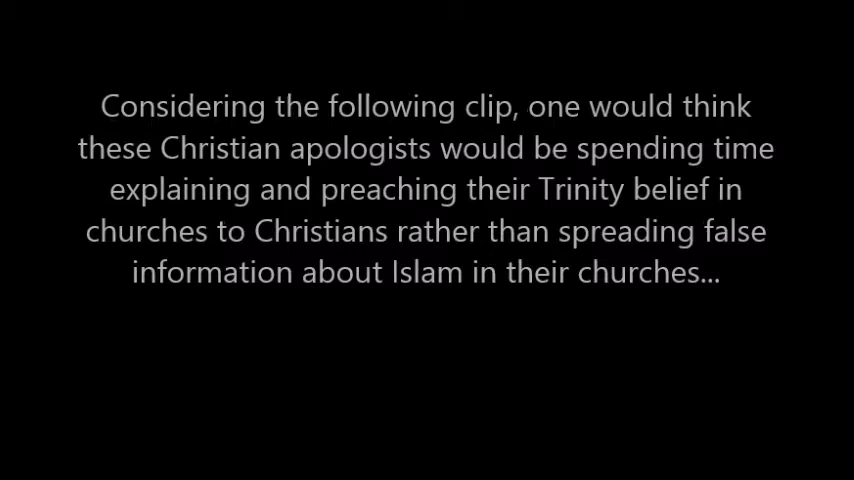 Considering the following clip, one would think
these Christian apologists would be spending time
explaining and preaching their Trinity belief in
churches to Christians rather than spreading false
information about Islam in their churches...